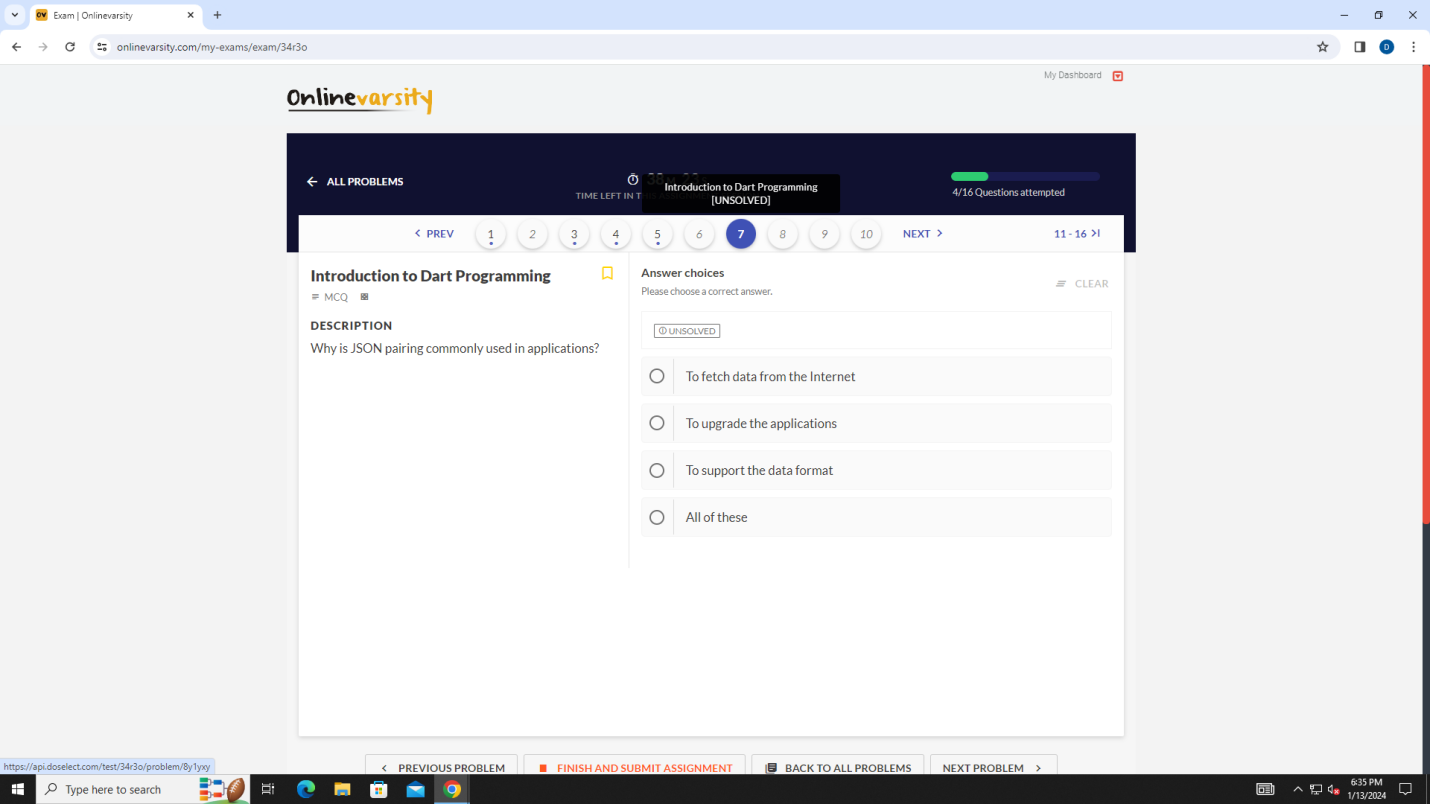 Exam | Onlinevarsity
onlinevarsity.com/my-exams/exam/34r3o
D
My Dashboard
Onlinevarsity
ALL PROBLEMS
TIME LEFT IN
Introduction to Dart Programming
[UNSOLVED]
4/16 Questions attempted
PREV
1
2
3
4
5
6
7
8
9
10
NEXT
11 - 16
Introduction to Dart Programming
MCQ
DESCRIPTION
Why is JSON pairing commonly used in applications?
Answer choices
Please choose a correct answer.
CLEAR
UNSOLVED
To fetch data from the Internet
To upgrade the applications
To support the data format
All of these
PREVIOUS PROBLEM
FINISH AND SUBMIT ASSIGNMENT
BACK TO ALL PROBLEMS
NEXT PROBLEM
https://api.doselect.com/test/34r3o/problem/8y1yxy
Type here to search
6:35 PM
1/13/2024